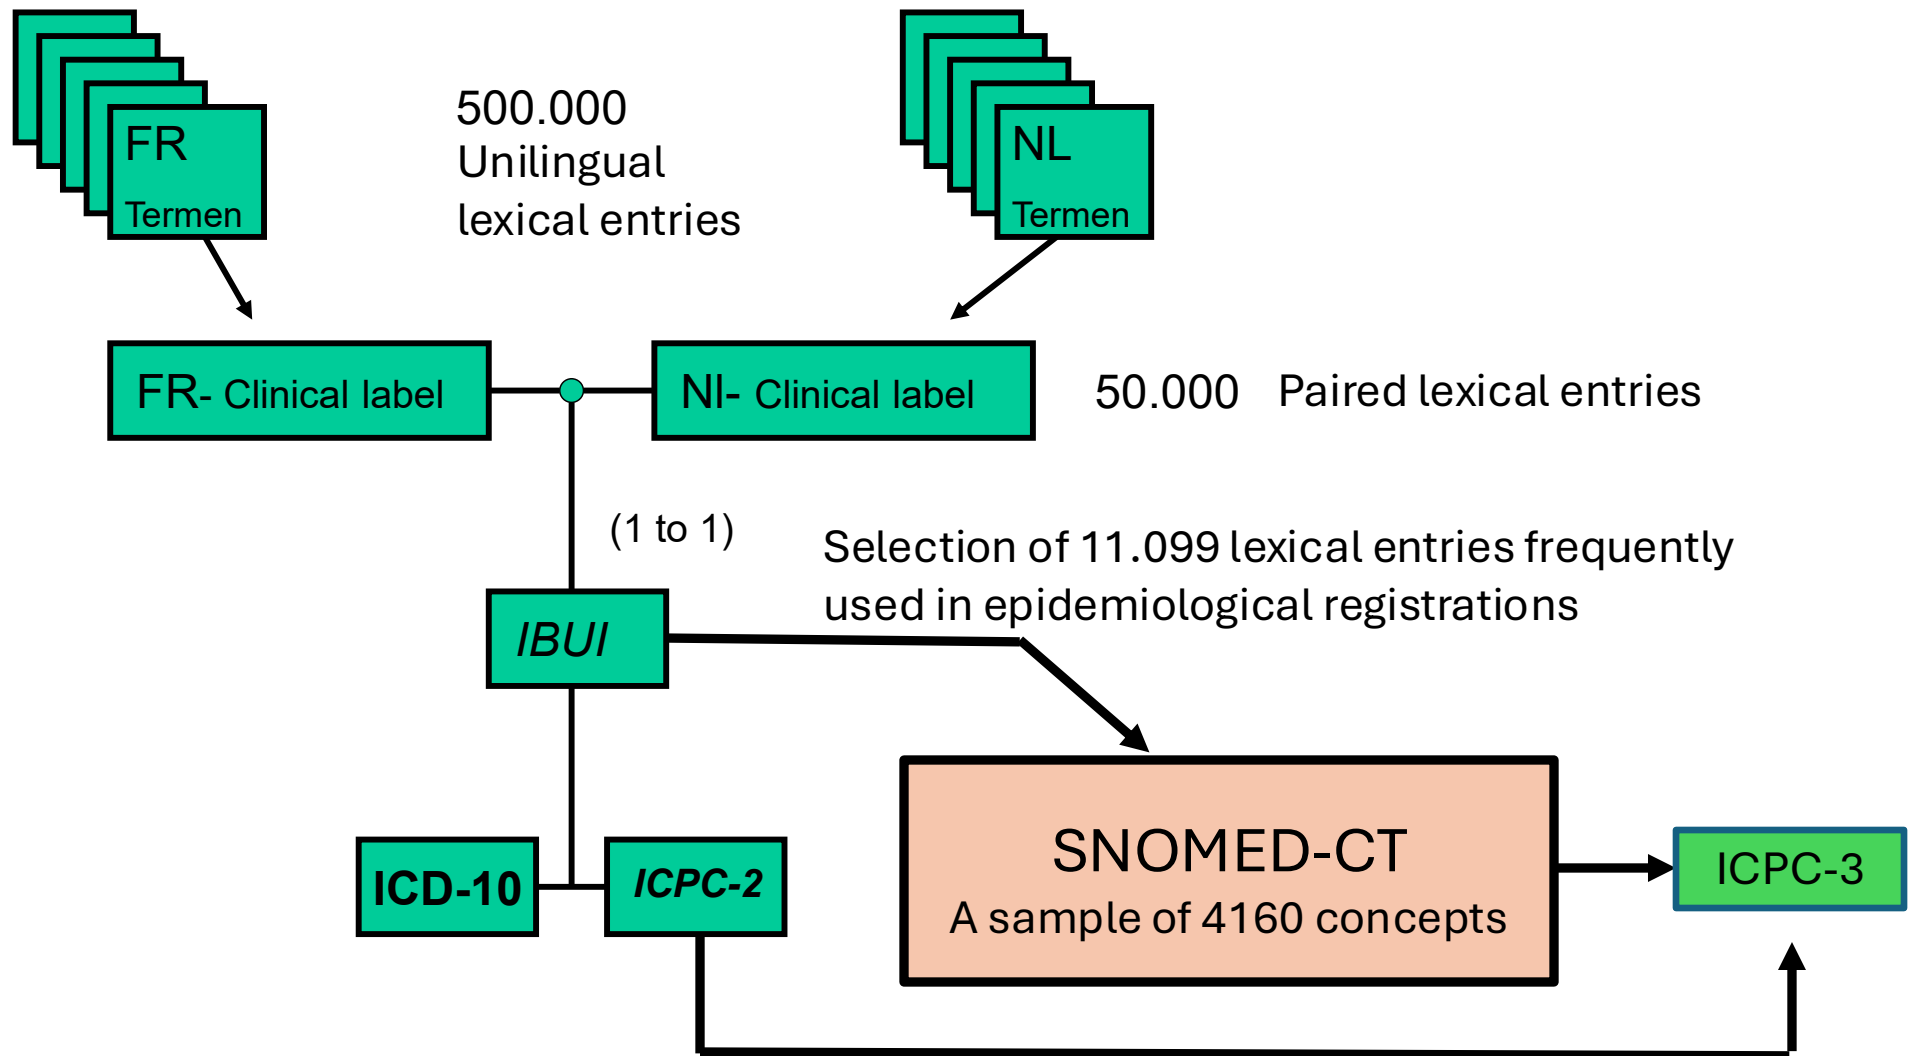 FR
Termen
500.000
Unilingual
lexical entries
NL
Termen
FR- Clinical label
Nl- Clinical label
50.000 Paired lexical entries
(1 to 1)
Selection of 11.099 lexical entries frequently
used in epidemiological registrations
IBUI
ICD-10
ICPC-2
SNOMED-CT
A sample of 4160 concepts
ICPC-3